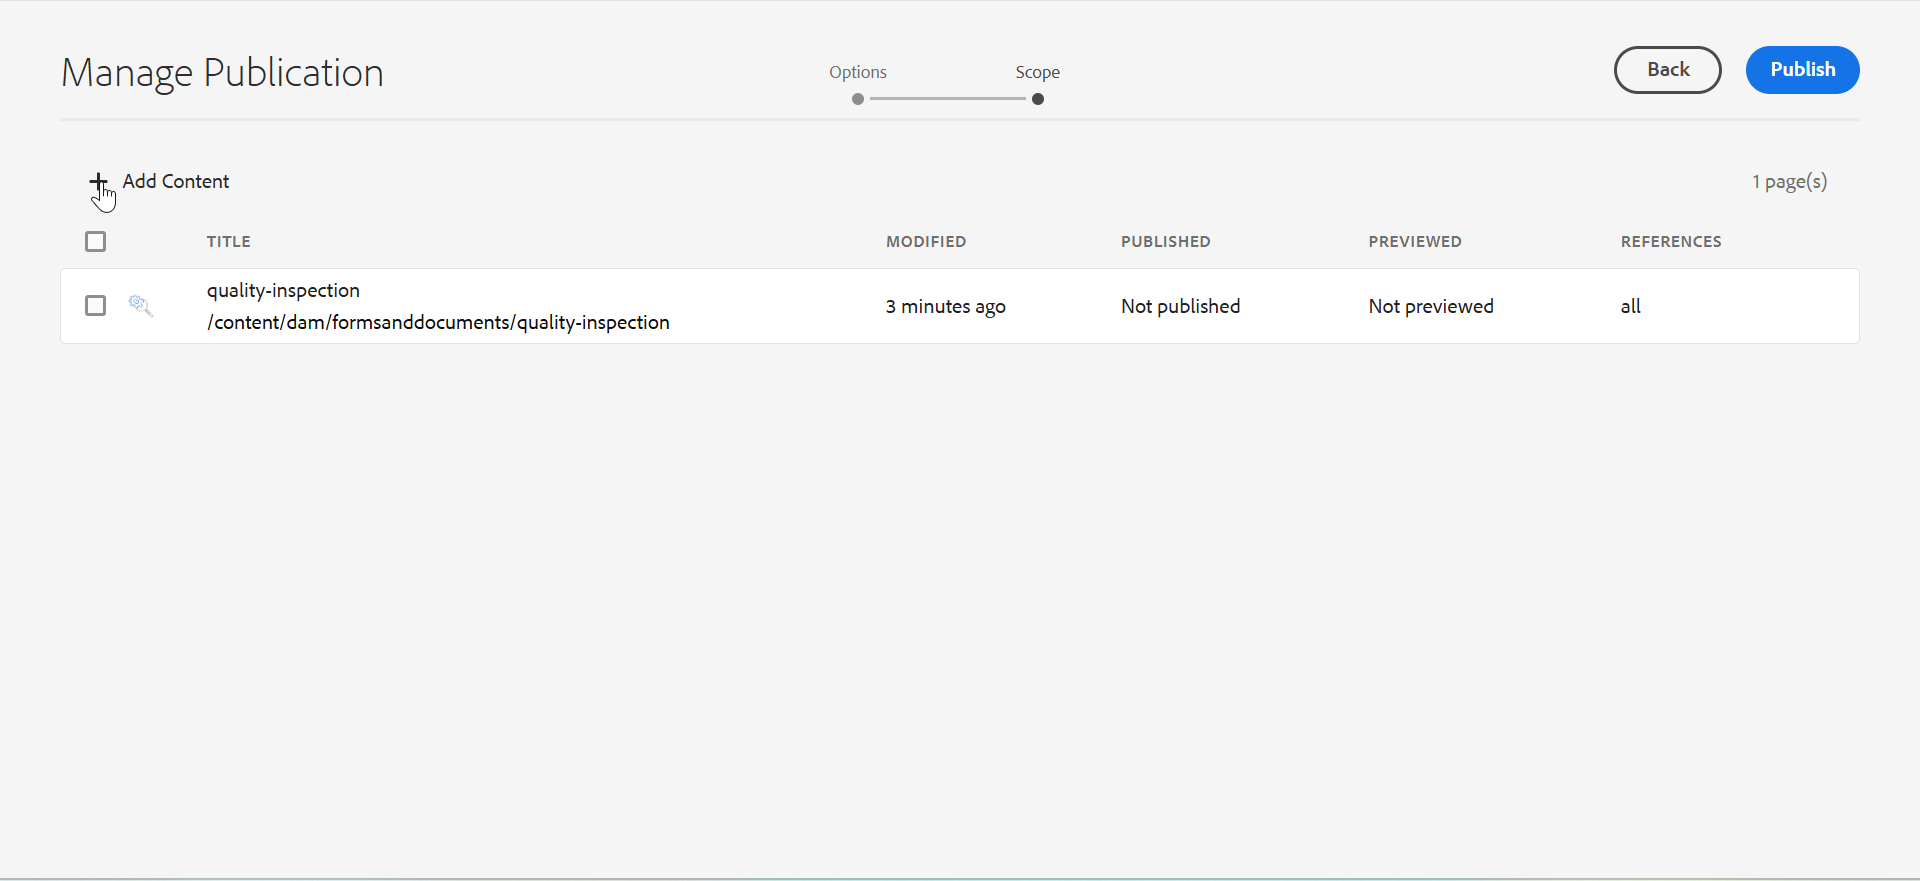 Manage Publication
Options
Scope
Back
Publish
Add Content
1 page(s)
TITLE
MODIFIED
PUBLISHED
PREVIEWED
REFERENCES
quality-inspection
/content/dam/formsanddocuments/quality-inspection
3 minutes ago
Not published
Not previewed
all